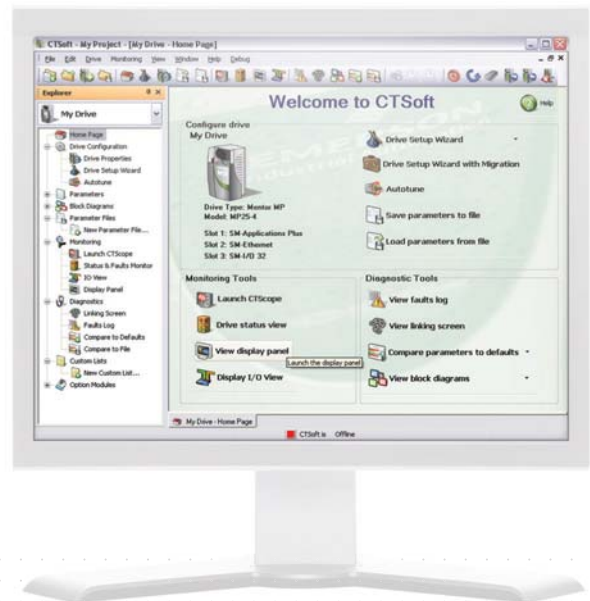 CTSoft - My Project - [My Drive - Home Page]
File Edit Drive Monitoring View Window Help Debug
Explorer
My Drive
Home Page
Drive Configuration
Drive Properties
Drive Setup Wizard
Autotune
Parameters
Block Diagrams
Parameter Files
New Parameter File...
Monitoring
Launch CTScope
Status & Faults Monitor
IO View
Display Panel
Diagnostics
Linking Screen
Faults Log
Compare to Defaults
Compare to File
Custom Lists
New Custom List...
Option Modules
Welcome to CTSoft
Help
Configure drive
My Drive
Drive Type: Mentor MP
Model: MP25-4
Slot 1: SM-Applications Plus
Slot 2: SM-Ethernet
Slot 3: SM-I/O 32
Drive Setup Wizard
Drive Setup Wizard with Migration
Autotune
Save parameters to file
Load parameters from file
Monitoring Tools
Launch CTScope
Drive status view
View display panel
Launch the display panel
Display I/O View
Diagnostic Tools
View faults log
View linking screen
Compare parameters to defaults
View block diagrams
EMERSON
Industrial
My Drive - Home Page
CTSoft is Offline